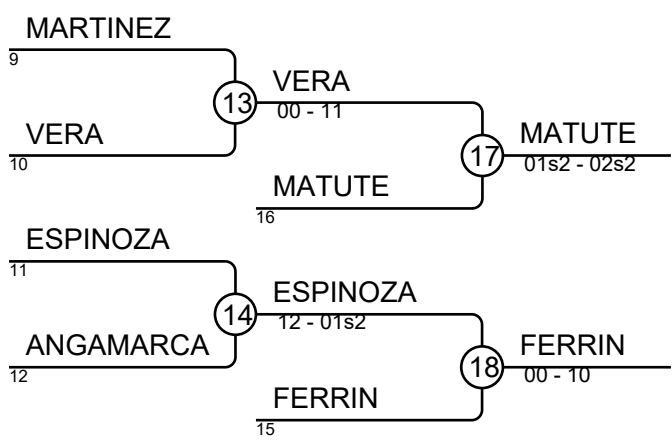 MARTINEZ
9
13
VERA
00 - 11
VERA
10
17
MATUTE
01s2 - 02s2
MATUTE
16
ESPINOZA
11
14
ESPINOZA
12 - 01s2
ANGAMARCA
12
18
FERRIN
00 - 10
FERRIN
15